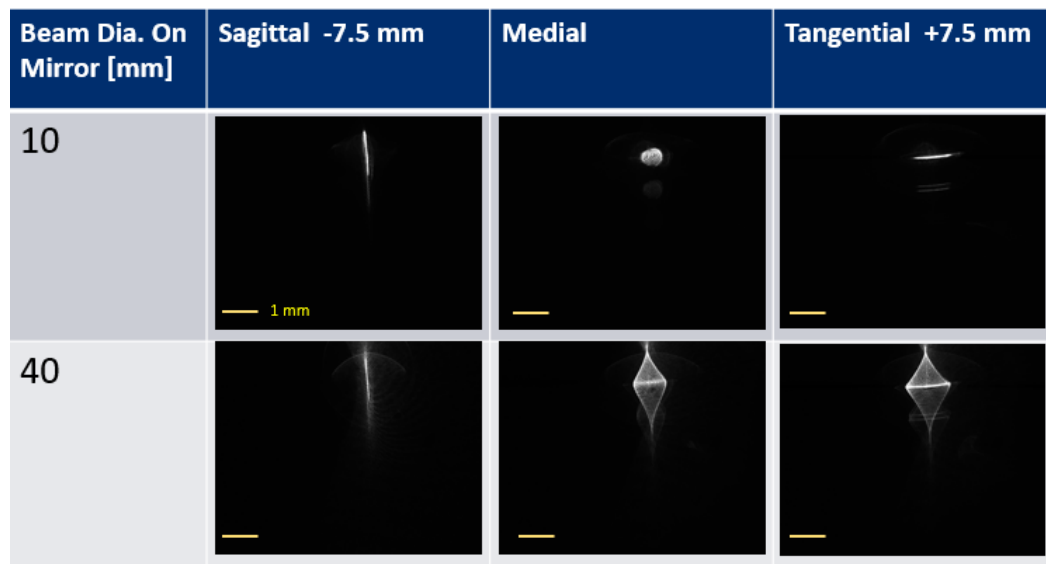 Beam Dia. On
Mirror [mm]
Sagittal -7.5 mm
Medial
Tangential +7.5 mm
10
1 mm
40